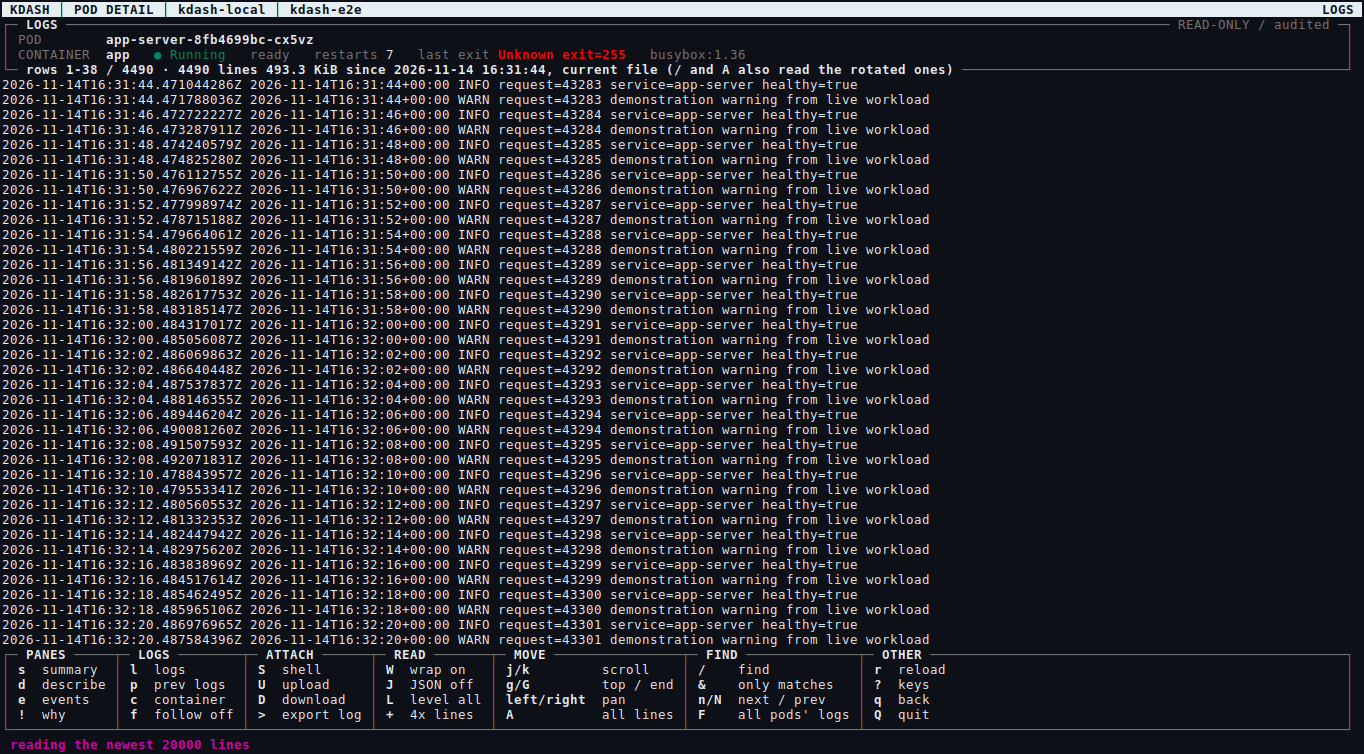 KDASH │ POD DETAIL │ kdash-local │ kdash-e2e LOGS
LOGS READ-ONLY / audited
POD app-server-8fb4699bc-cx5vz
CONTAINER app ● Running ready restarts 7 last exit Unknown exit=255 busybox:1.36
rows 1-38 / 4490 · 4490 lines 493.3 KiB since 2026-11-14 16:31:44, current file (/ and A also read the rotated ones)
2026-11-14T16:31:44.471044286Z 2026-11-14T16:31:44+00:00 INFO request=43283 service=app-server healthy=true
2026-11-14T16:31:44.471788036Z 2026-11-14T16:31:44+00:00 WARN request=43283 demonstration warning from live workload
2026-11-14T16:31:46.472722227Z 2026-11-14T16:31:46+00:00 INFO request=43284 service=app-server healthy=true
2026-11-14T16:31:46.473287911Z 2026-11-14T16:31:46+00:00 WARN request=43284 demonstration warning from live workload
2026-11-14T16:31:48.474240579Z 2026-11-14T16:31:48+00:00 INFO request=43285 service=app-server healthy=true
2026-11-14T16:31:48.474825280Z 2026-11-14T16:31:48+00:00 WARN request=43285 demonstration warning from live workload
2026-11-14T16:31:50.476112755Z 2026-11-14T16:31:50+00:00 INFO request=43286 service=app-server healthy=true
2026-11-14T16:31:50.476967622Z 2026-11-14T16:31:50+00:00 WARN request=43286 demonstration warning from live workload
2026-11-14T16:31:52.477998974Z 2026-11-14T16:31:52+00:00 INFO request=43287 service=app-server healthy=true
2026-11-14T16:31:52.478715188Z 2026-11-14T16:31:52+00:00 WARN request=43287 demonstration warning from live workload
2026-11-14T16:31:54.479664061Z 2026-11-14T16:31:54+00:00 INFO request=43288 service=app-server healthy=true
2026-11-14T16:31:54.480221559Z 2026-11-14T16:31:54+00:00 WARN request=43288 demonstration warning from live workload
2026-11-14T16:31:56.481349142Z 2026-11-14T16:31:56+00:00 INFO request=43289 service=app-server healthy=true
2026-11-14T16:31:56.481960189Z 2026-11-14T16:31:56+00:00 WARN request=43289 demonstration warning from live workload
2026-11-14T16:31:58.482617753Z 2026-11-14T16:31:58+00:00 INFO request=43290 service=app-server healthy=true
2026-11-14T16:31:58.483185147Z 2026-11-14T16:31:58+00:00 WARN request=43290 demonstration warning from live workload
2026-11-14T16:32:00.484317017Z 2026-11-14T16:32:00+00:00 INFO request=43291 service=app-server healthy=true
2026-11-14T16:32:00.485056087Z 2026-11-14T16:32:00+00:00 WARN request=43291 demonstration warning from live workload
2026-11-14T16:32:02.486069863Z 2026-11-14T16:32:02+00:00 INFO request=43292 service=app-server healthy=true
2026-11-14T16:32:02.486640448Z 2026-11-14T16:32:02+00:00 WARN request=43292 demonstration warning from live workload
2026-11-14T16:32:04.487537837Z 2026-11-14T16:32:04+00:00 INFO request=43293 service=app-server healthy=true
2026-11-14T16:32:04.488146355Z 2026-11-14T16:32:04+00:00 WARN request=43293 demonstration warning from live workload
2026-11-14T16:32:06.489446204Z 2026-11-14T16:32:06+00:00 INFO request=43294 service=app-server healthy=true
2026-11-14T16:32:06.490081260Z 2026-11-14T16:32:06+00:00 WARN request=43294 demonstration warning from live workload
2026-11-14T16:32:08.491507593Z 2026-11-14T16:32:08+00:00 INFO request=43295 service=app-server healthy=true
2026-11-14T16:32:08.492071831Z 2026-11-14T16:32:08+00:00 WARN request=43295 demonstration warning from live workload
2026-11-14T16:32:10.478843957Z 2026-11-14T16:32:10+00:00 INFO request=43296 service=app-server healthy=true
2026-11-14T16:32:10.479553341Z 2026-11-14T16:32:10+00:00 WARN request=43296 demonstration warning from live workload
2026-11-14T16:32:12.480560553Z 2026-11-14T16:32:12+00:00 INFO request=43297 service=app-server healthy=true
2026-11-14T16:32:12.481332353Z 2026-11-14T16:32:12+00:00 WARN request=43297 demonstration warning from live workload
2026-11-14T16:32:14.482447942Z 2026-11-14T16:32:14+00:00 INFO request=43298 service=app-server healthy=true
2026-11-14T16:32:14.482975620Z 2026-11-14T16:32:14+00:00 WARN request=43298 demonstration warning from live workload
2026-11-14T16:32:16.483838969Z 2026-11-14T16:32:16+00:00 INFO request=43299 service=app-server healthy=true
2026-11-14T16:32:16.484517614Z 2026-11-14T16:32:16+00:00 WARN request=43299 demonstration warning from live workload
2026-11-14T16:32:18.485462495Z 2026-11-14T16:32:18+00:00 INFO request=43300 service=app-server healthy=true
2026-11-14T16:32:18.485965106Z 2026-11-14T16:32:18+00:00 WARN request=43300 demonstration warning from live workload
2026-11-14T16:32:20.486976965Z 2026-11-14T16:32:20+00:00 INFO request=43301 service=app-server healthy=true
2026-11-14T16:32:20.487584396Z 2026-11-14T16:32:20+00:00 WARN request=43301 demonstration warning from live workload
PANES LOGS ATTACH READ MOVE FIND OTHER
s summary l logs S shell W wrap on j/k scroll / find r reload
d describe p prev logs U upload J JSON off g/G top / end & only matches ? keys
e events c container D download L level all left/right pan n/N next / prev q back
! why f follow off > export log + 4x lines A all lines F all pods' logs Q quit
reading the newest 20000 lines